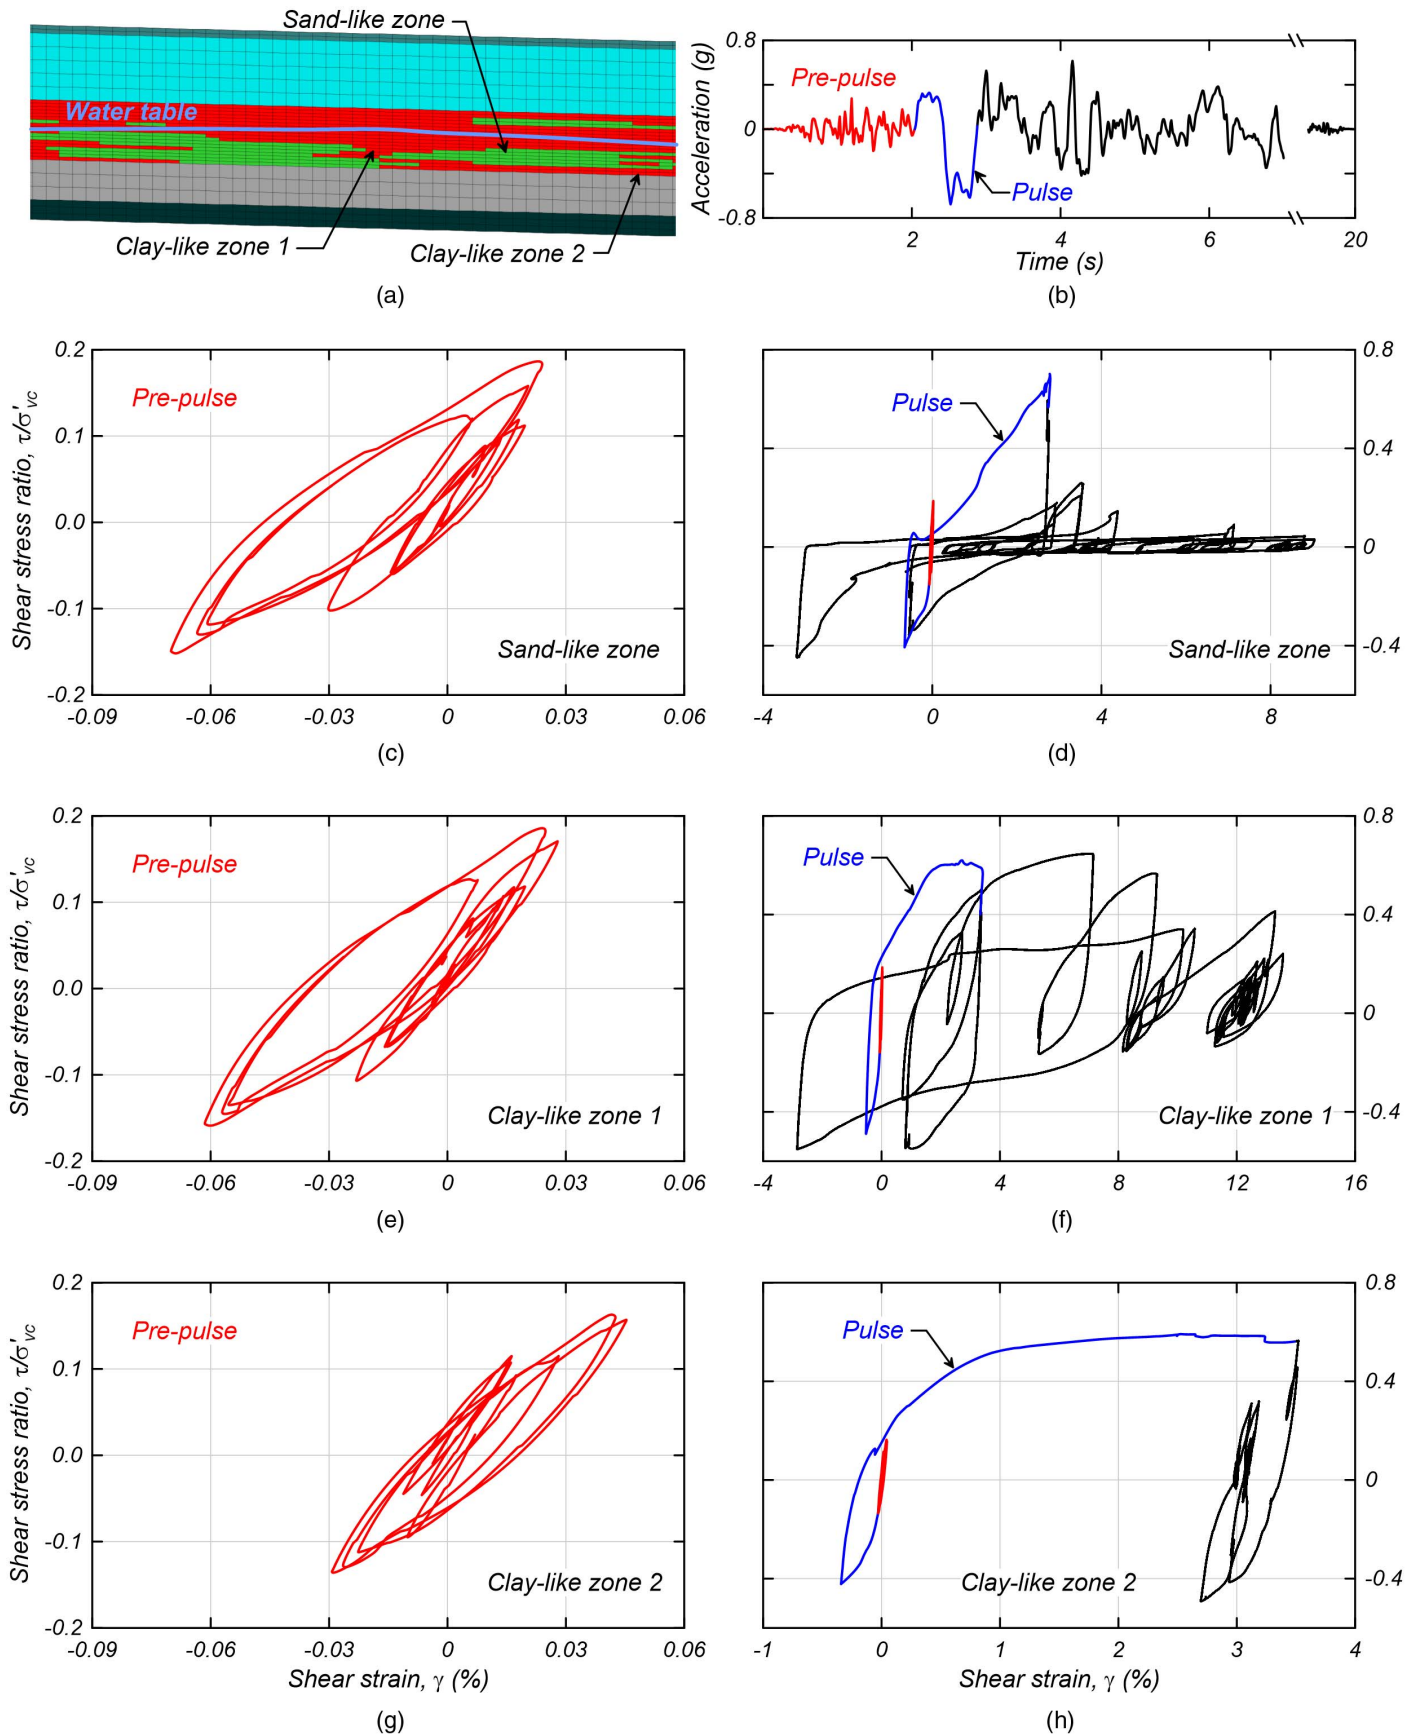 Sand-like zone
Water table
Clay-like zone 1
Clay-like zone 2
(a)
Acceleration (g)
0.8
0
-0.8
Pre-pulse
Pulse
2 4 6 20
Time (s)
(b)
Shear stress ratio, τ/σ'vc
0.2
0.1
0.0
-0.1
-0.2
Pre-pulse
Sand-like zone
-0.09 -0.06 -0.03 0 0.03 0.06
(c)
0.8
0.4
0
-0.4
Pulse
Sand-like zone
-4 0 4 8
(d)
Shear stress ratio, τ/σ'vc
0.2
0.1
0.0
-0.1
-0.2
Pre-pulse
Clay-like zone 1
-0.09 -0.06 -0.03 0 0.03 0.06
(e)
0.8
0.4
0
-0.4
Pulse
Clay-like zone 1
-4 0 4 8 12 16
(f)
Shear stress ratio, τ/σ'vc
0.2
0.1
0.0
-0.1
-0.2
Pre-pulse
Clay-like zone 2
-0.09 -0.06 -0.03 0 0.03 0.06
Shear strain, γ (%)
(g)
0.8
0.4
0
-0.4
Pulse
Clay-like zone 2
-1 0 1 2 3 4
Shear strain, γ (%)
(h)